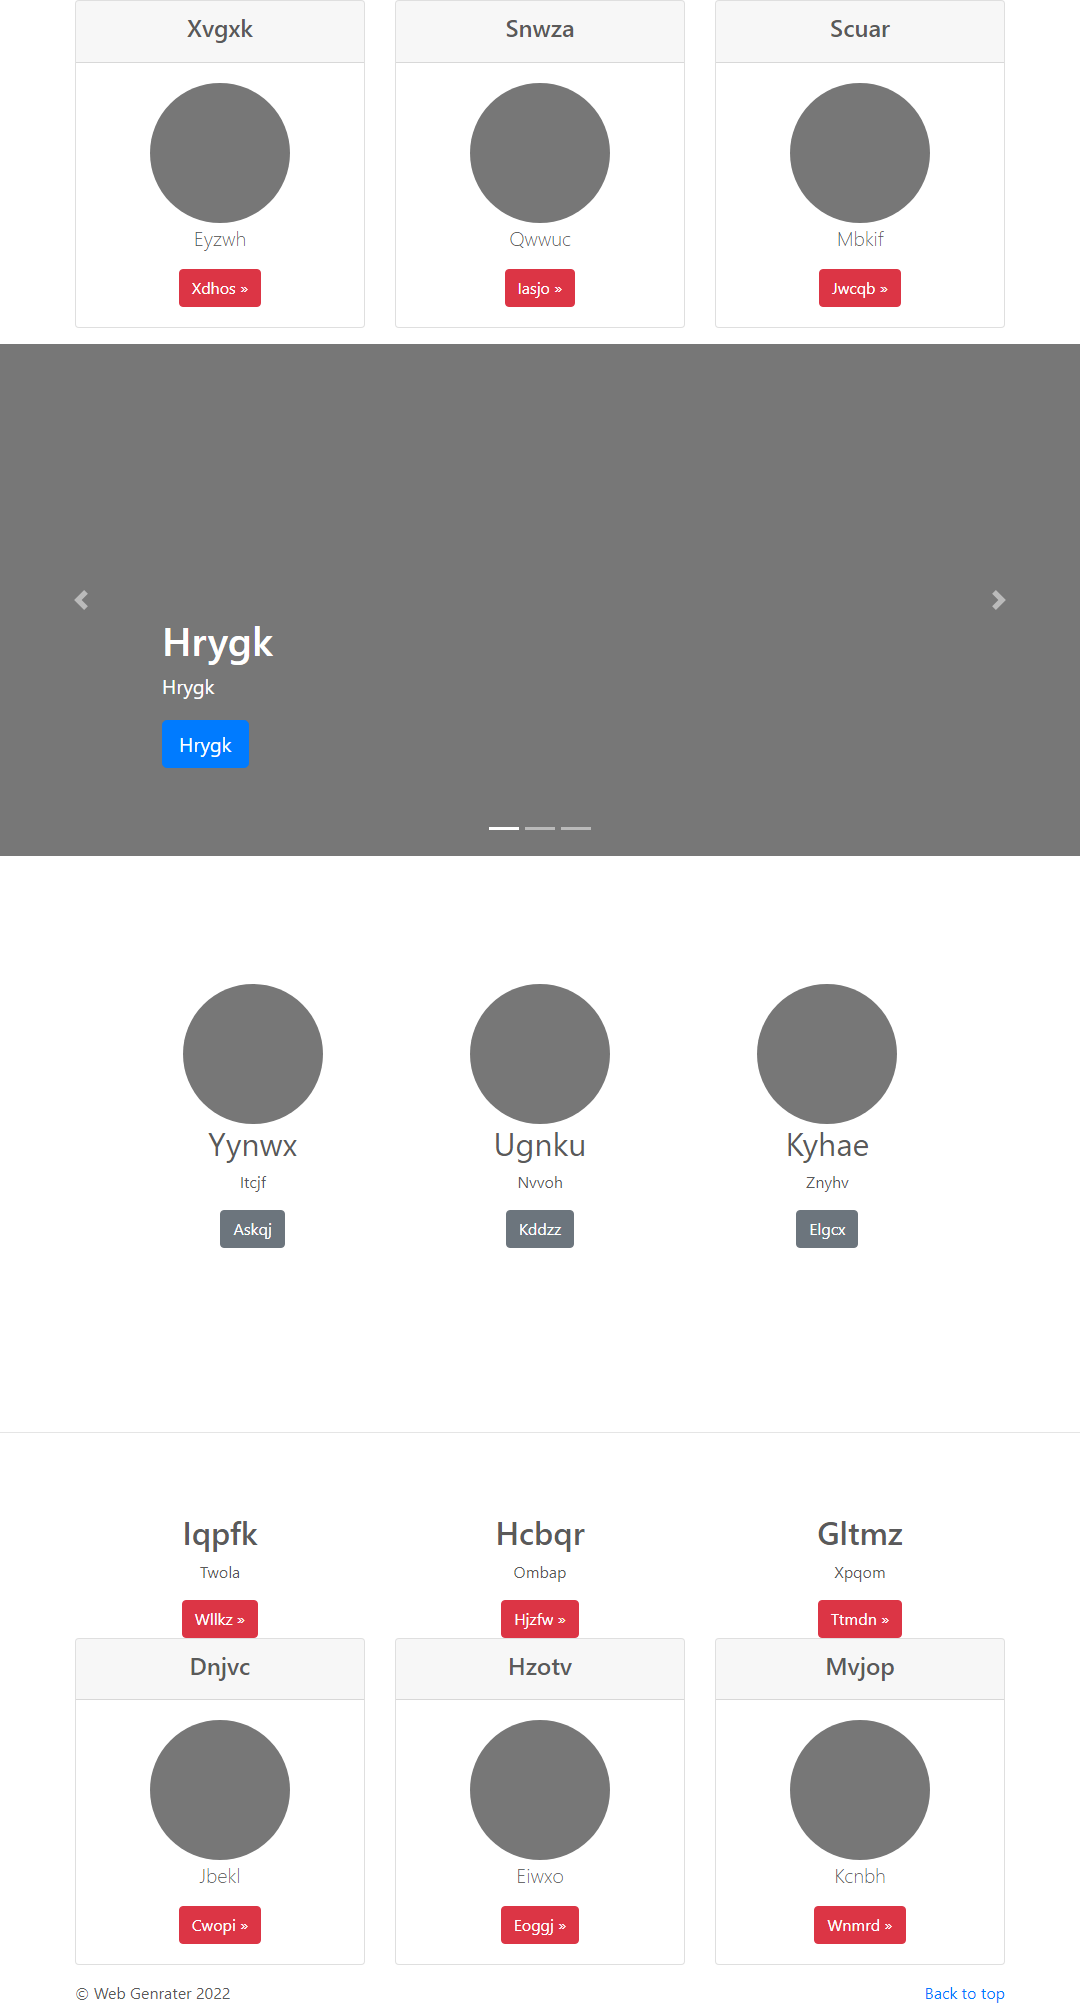 Xvgxk
Snwza
Scuar
Eyzwh
Qwwuc
Mbkif
Xdhos »
Iasjo »
Jwcqb »
Hrygk
Hrygk
Hrygk
Yynwx
Ugnku
Kyhae
Itcjf
Nvvoh
Znyhv
Askqj
Kddzz
Elgcx
Iqpfk
Hcbqr
Gltmz
Twola
Ombap
Xpqom
Wllkz »
Hjzfw »
Ttmdn »
Dnjvc
Hzotv
Mvjop
Jbekl
Eiwxo
Kcnbh
Cwopi »
Eoggj »
Wnmrd »
© Web Genrater 2022
Back to top